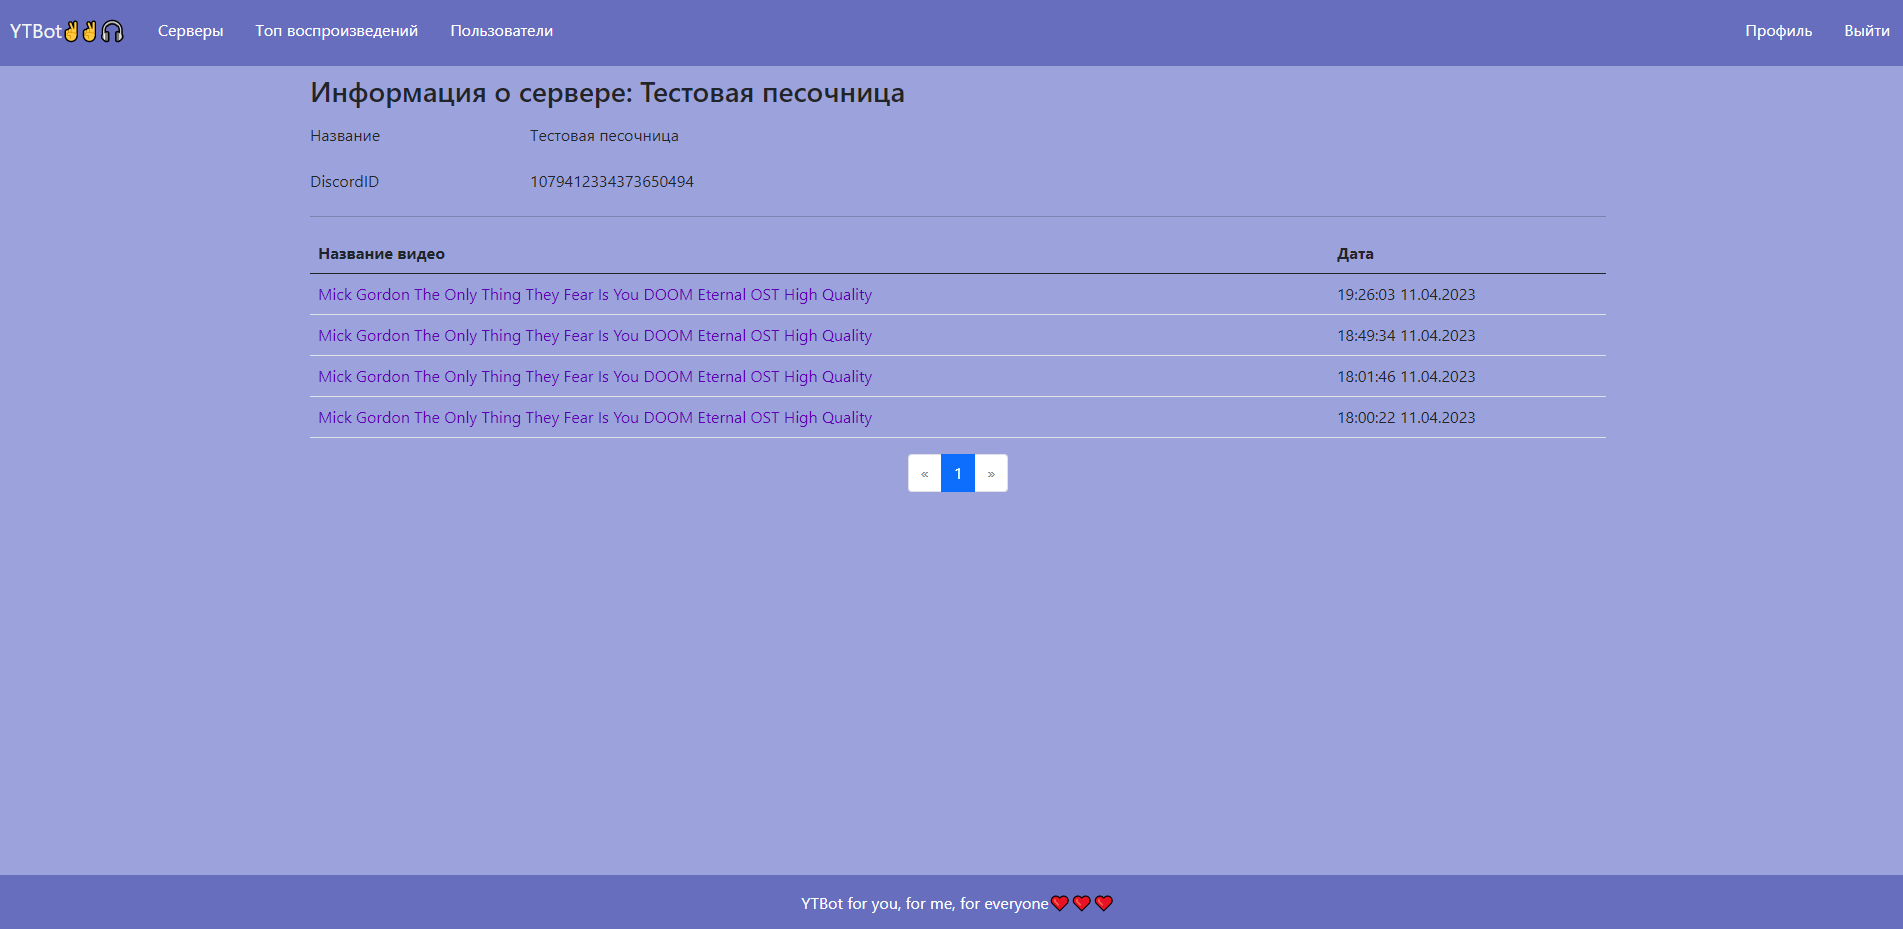 YTBot✌✌🎧 Серверы Топ воспроизведений Пользователи Профиль Выйти
Информация о сервере: Тестовая песочница
Название Тестовая песочница
DiscordID 1079412334373650494
Название видео Дата
Mick Gordon The Only Thing They Fear Is You DOOM Eternal OST High Quality 19:26:03 11.04.2023
Mick Gordon The Only Thing They Fear Is You DOOM Eternal OST High Quality 18:49:34 11.04.2023
Mick Gordon The Only Thing They Fear Is You DOOM Eternal OST High Quality 18:01:46 11.04.2023
Mick Gordon The Only Thing They Fear Is You DOOM Eternal OST High Quality 18:00:22 11.04.2023
« 1 »
YTBot for you, for me, for everyone❤❤❤